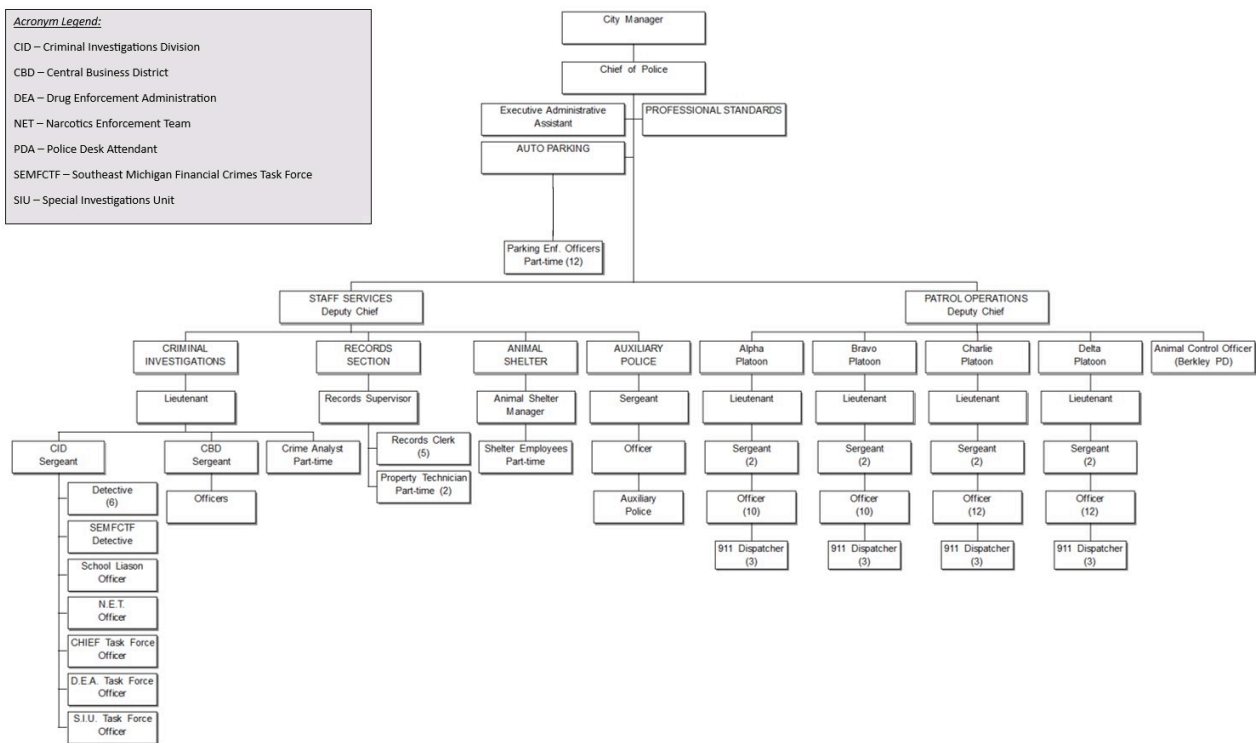 Acronym Legend:
CID – Criminal Investigations Division
CBD – Central Business District
DEA – Drug Enforcement Administration
NET – Narcotics Enforcement Team
PDA – Police Desk Attendant
SEMFCTF – Southeast Michigan Financial Crimes Task Force
SIU – Special Investigations Unit
City Manager
Chief of Police
Executive Administrative
Assistant
PROFESSIONAL STANDARDS
AUTO PARKING
Parking Enf. Officers
Part-time (12)
STAFF SERVICES
Deputy Chief
PATROL OPERATIONS
Deputy Chief
CRIMINAL
INVESTIGATIONS
RECORDS
SECTION
ANIMAL
SHELTER
AUXILIARY
POLICE
Alpha
Platoon
Bravo
Platoon
Charlie
Platoon
Delta
Platoon
Animal Control Officer
(Berkley PD)
Lieutenant
Records Supervisor
Animal Shelter
Manager
Sergeant
Lieutenant
Lieutenant
Lieutenant
Lieutenant
CID
Sergeant
CBD
Sergeant
Crime Analyst
Part-time
Records Clerk
(5)
Shelter Employees
Part-time
Officer
Sergeant
(2)
Sergeant
(2)
Sergeant
(2)
Sergeant
(2)
Detective
(6)
Officers
Property Technician
Part-time (2)
Auxiliary
Police
Officer
(10)
Officer
(10)
Officer
(12)
Officer
(12)
SEMFCTF
Detective
911 Dispatcher
(3)
911 Dispatcher
(3)
911 Dispatcher
(3)
911 Dispatcher
(3)
School Liason
Officer
N.E.T.
Officer
CHIEF Task Force
Officer
D.E.A. Task Force
Officer
S.I.U. Task Force
Officer